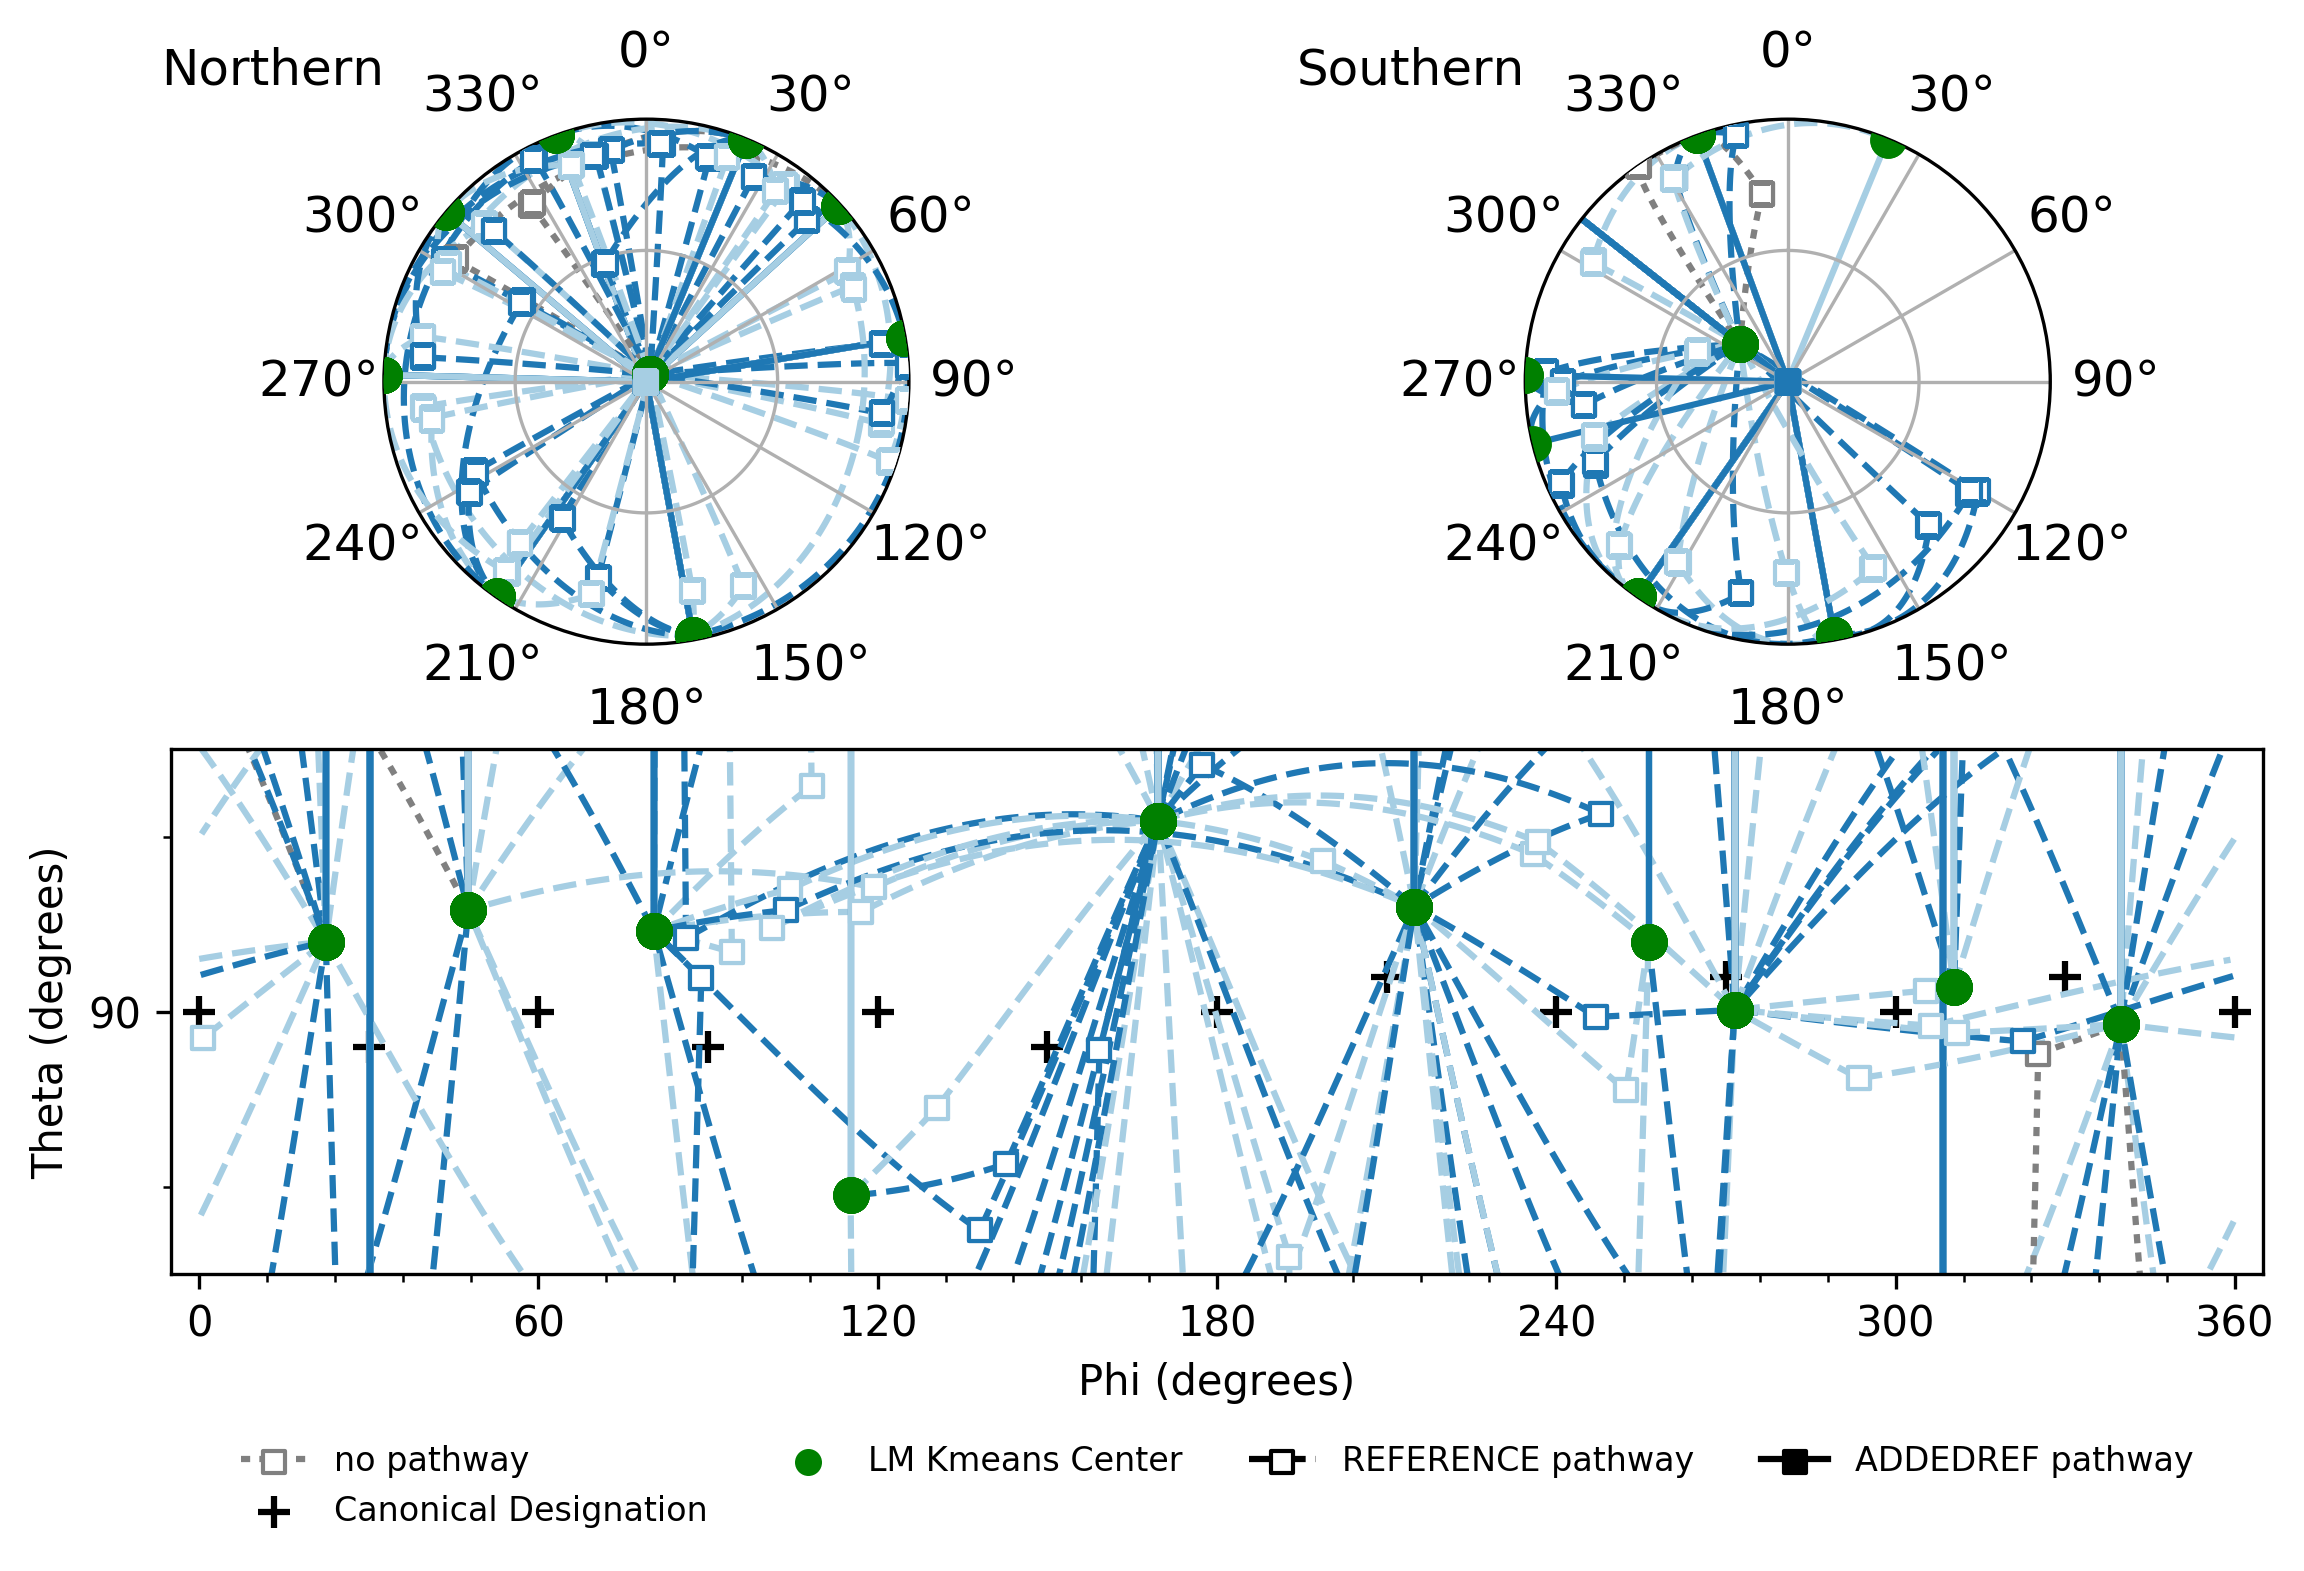 Northern
0°
30°
60°
90°
120°
150°
180°
210°
240°
270°
300°
330°
Southern
0°
30°
60°
90°
120°
150°
180°
210°
240°
270°
300°
330°
Theta (degrees)
90
0 60 120 180 240 300 360
Phi (degrees)
no pathway
Canonical Designation
LM Kmeans Center
REFERENCE pathway
ADDEDREF pathway